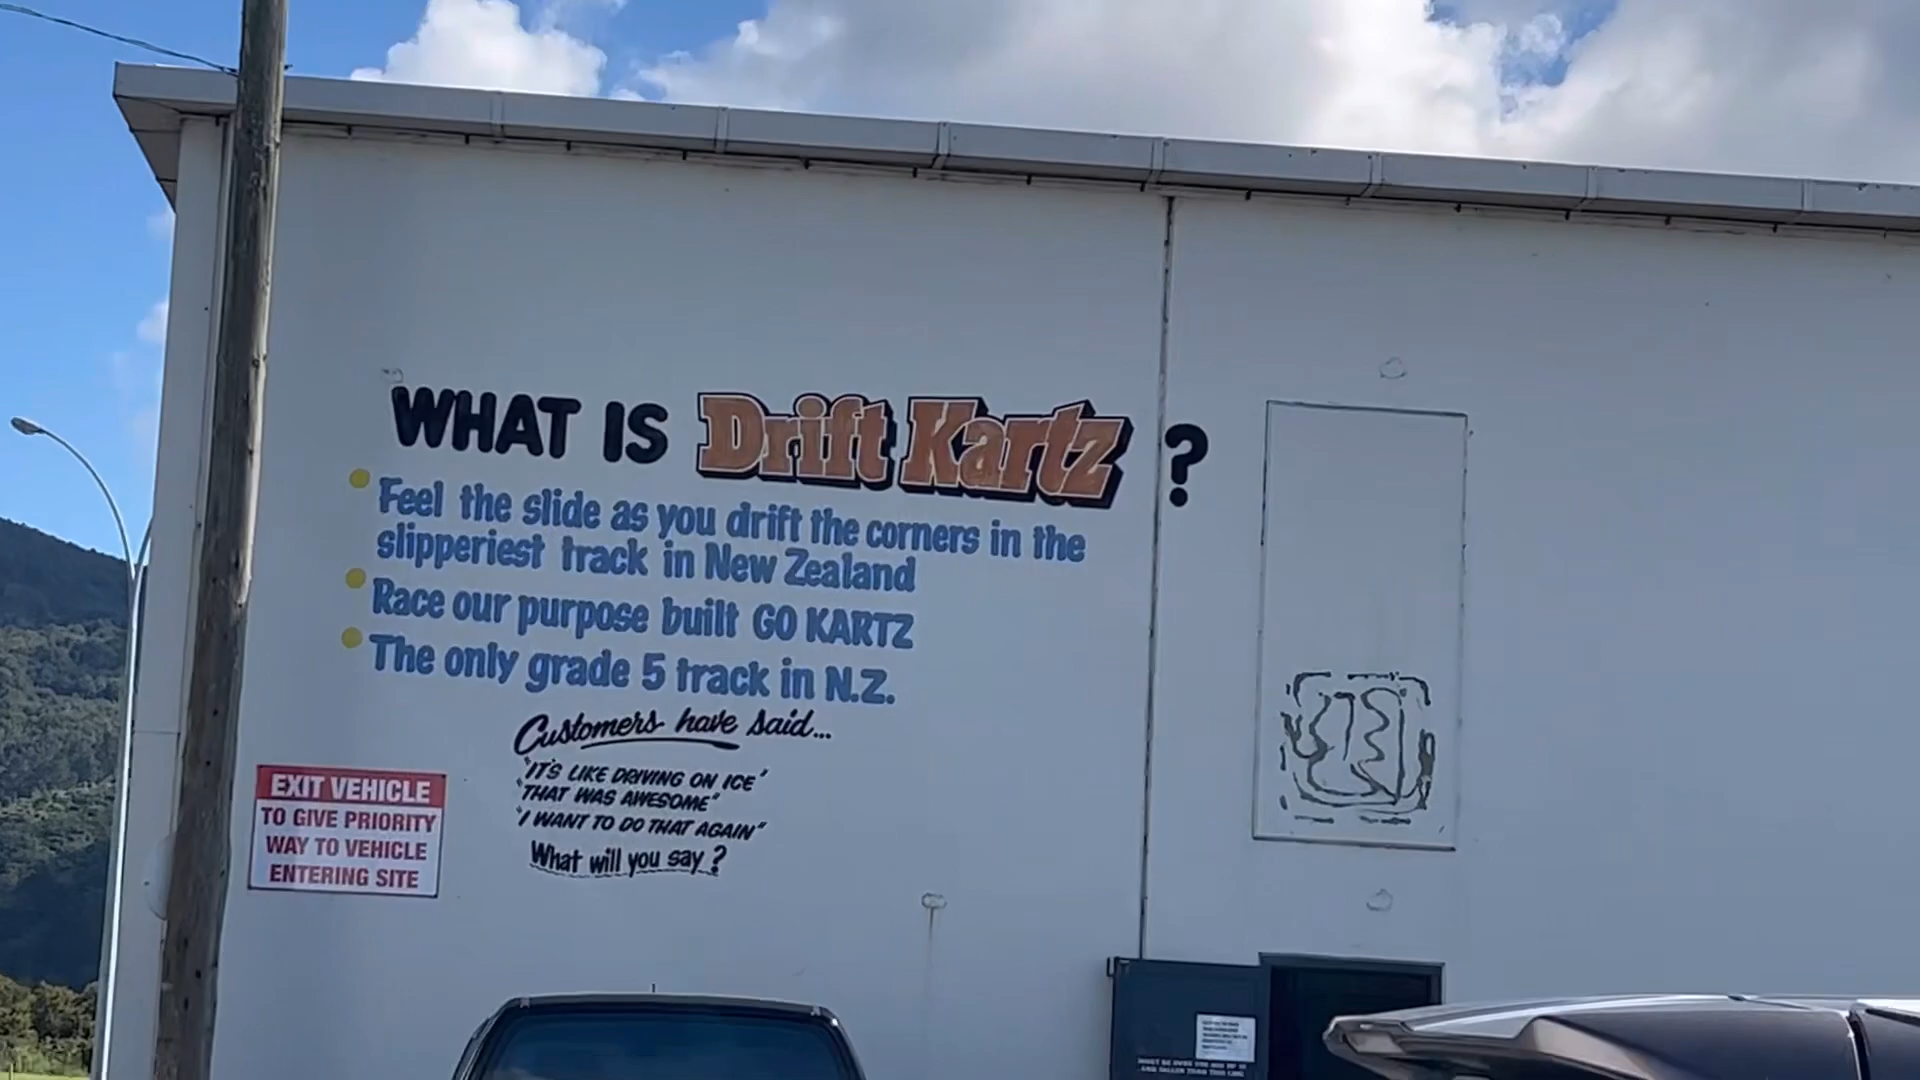 WHAT IS Drift Kartz ?
Feel the slide as you drift the corners in the
slipperiest track in New Zealand
Race our purpose built GO KARTZ
The only grade 5 track in N.Z.
Customers have said...
"IT'S LIKE DRIVING ON ICE"
"THAT WAS AWESOME"
"I WANT TO DO THAT AGAIN"
What will you say?
EXIT VEHICLE
TO GIVE PRIORITY
WAY TO VEHICLE
ENTERING SITE